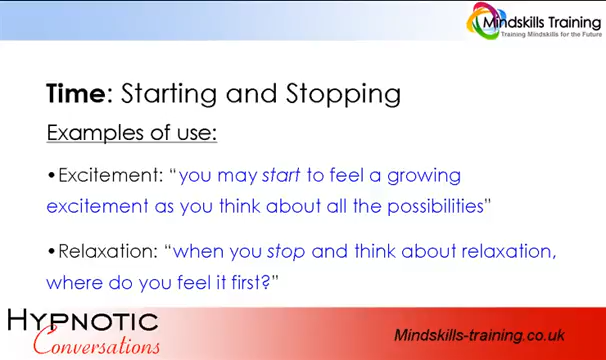 Mindskills Training
Training Mindskills for the Future
Time: Starting and Stopping
Examples of use:
•Excitement: “you may start to feel a growing
excitement as you think about all the possibilities”
•Relaxation: “when you stop and think about relaxation,
where do you feel it first?”
HYPNOTIC
Conversations
Mindskills-training.co.uk